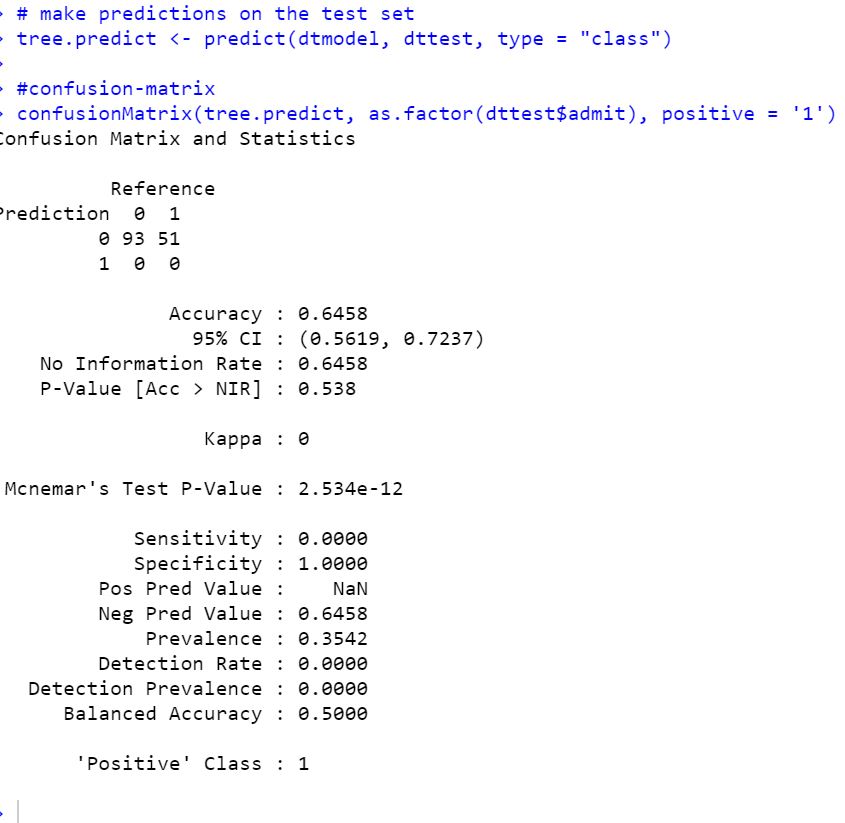 > # make predictions on the test set
> tree.predict <- predict(dtmodel, dttest, type = "class")
>
> #confusion-matrix
> confusionMatrix(tree.predict, as.factor(dttest$admit), positive = '1')
Confusion Matrix and Statistics
Reference
Prediction 0 1
0 93 51
1 0 0
Accuracy : 0.6458
95% CI : (0.5619, 0.7237)
No Information Rate : 0.6458
P-Value [Acc > NIR] : 0.538
Kappa : 0
Mcnemar's Test P-Value : 2.534e-12
Sensitivity : 0.0000
Specificity : 1.0000
Pos Pred Value : NaN
Neg Pred Value : 0.6458
Prevalence : 0.3542
Detection Rate : 0.0000
Detection Prevalence : 0.0000
Balanced Accuracy : 0.5000
'Positive' Class : 1
>